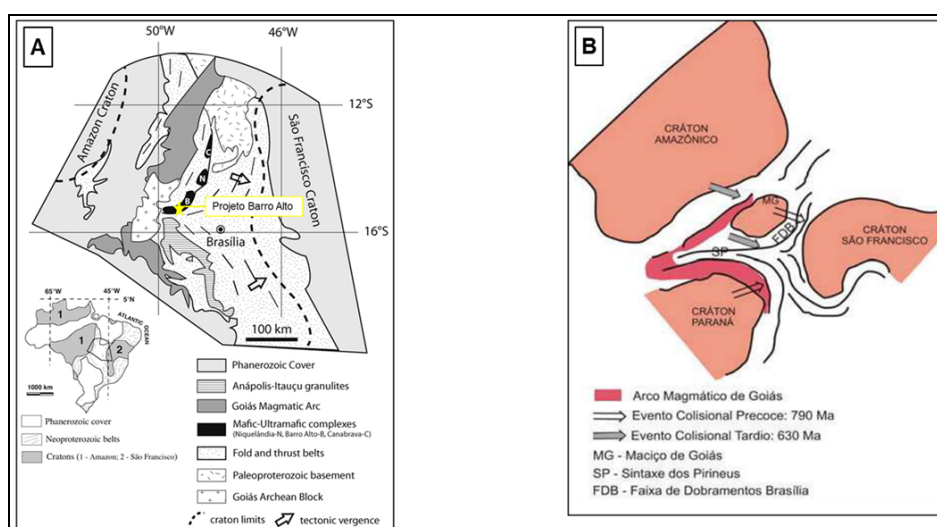 A
50°W
46°W
12°S
Amazon Craton
São Francisco Craton
C
N
B
Projeto Barro Alto
Brasília
16°S
100 km
65°W
45°W
5°N
ATLANTIC OCEAN
1
1
2
1000 km
Phanerozoic cover
Neoproterozoic belts
Cratons (1 - Amazon; 2 - São Francisco)
Phanerozoic Cover
Anápolis-Itauçu granulites
Goiás Magmatic Arc
Mafic-Ultramafic complexes
(Niquelândia-N, Barro Alto-B, Canabrava-C)
Fold and thrust belts
Paleoproterozoic basement
Goiás Archean Block
craton limits
tectonic vergence
B
CRÁTON
AMAZÔNICO
MG
FDB
SP
CRÁTON
SÃO FRANCISCO
CRÁTON
PARANÁ
Arco Magmático de Goiás
Evento Colisional Precoce: 790 Ma
Evento Colisional Tardio: 630 Ma
MG - Maciço de Goiás
SP - Sintaxe dos Pirineus
FDB - Faixa de Dobramentos Brasília